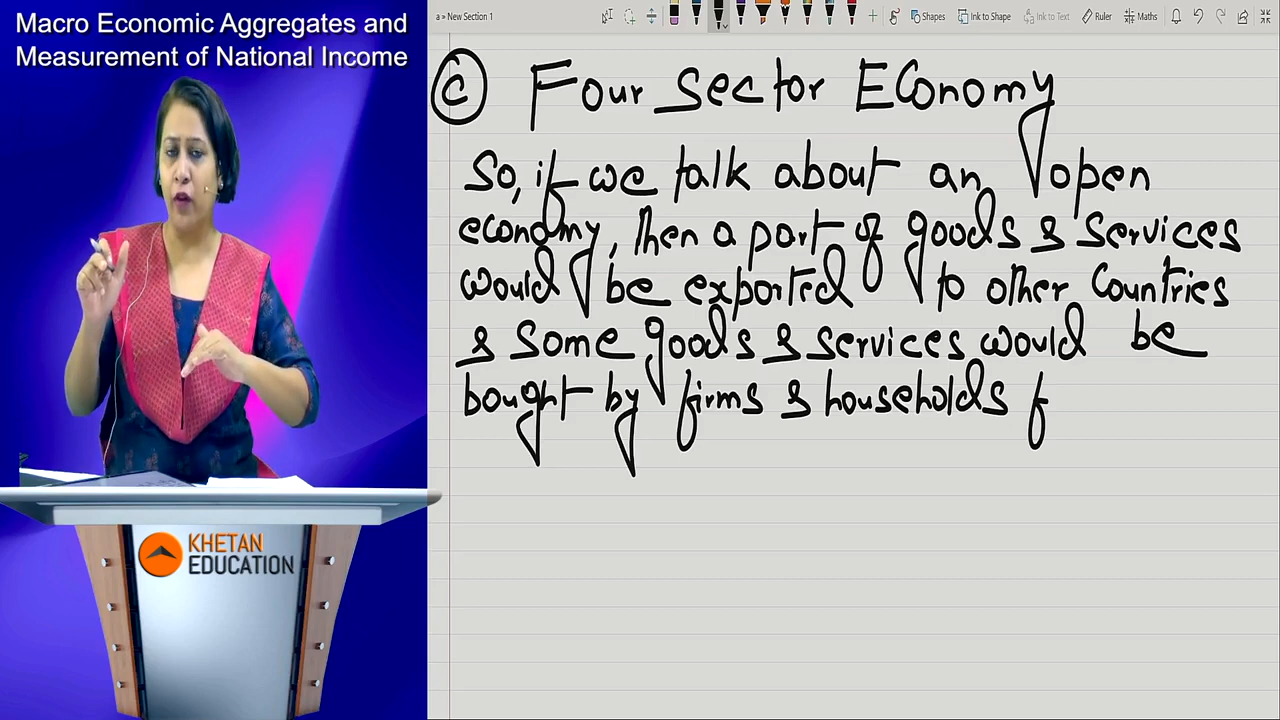 Macro Economic Aggregates and
Measurement of National Income
a » New Section 1
Shapes
Ink to Shape
Ink to Text
Ruler
Maths
C Four Sector Economy
So, if we talk about an open
economy, then a part of goods & services
would be exported to other countries
& some goods & services would be
bought by firms & households f
KHETAN
EDUCATION